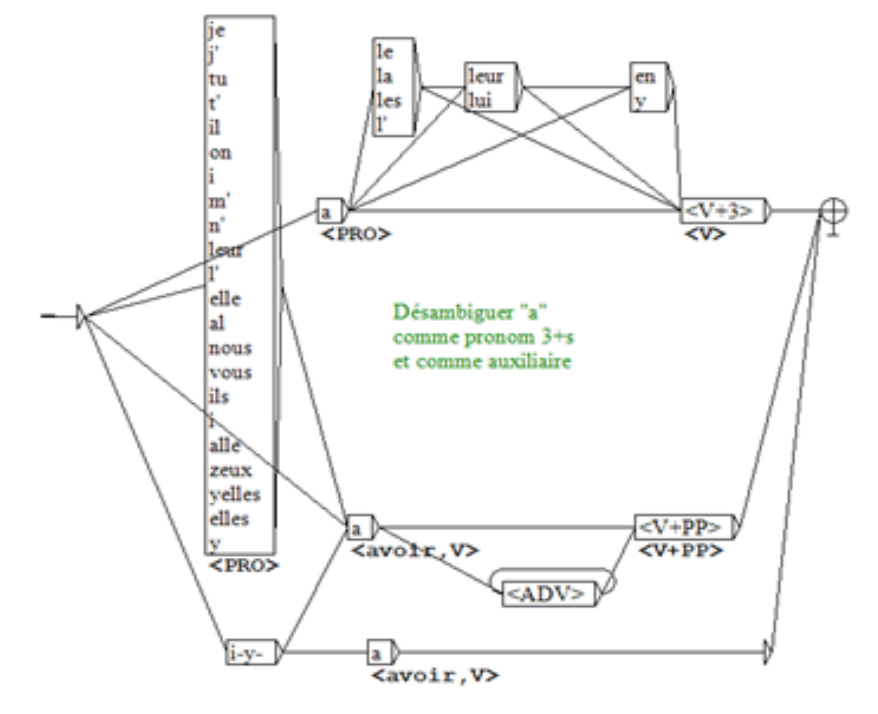 je
j'
tu
t'
il
on
i
m'
n'
leur
l'
elle
al
nous
vous
ils
i
alle
zeux
yelles
elles
y
<PRO>
le
la
les
l'
leur
lui
en
y
a
<PRO>
<V+3>
<V>
Désambiguer "a"
comme pronom 3+s
et comme auxiliaire
a
<avoir,V>
<ADV>
<V+PP>
<V+PP>
i-y-
a
<avoir,V>